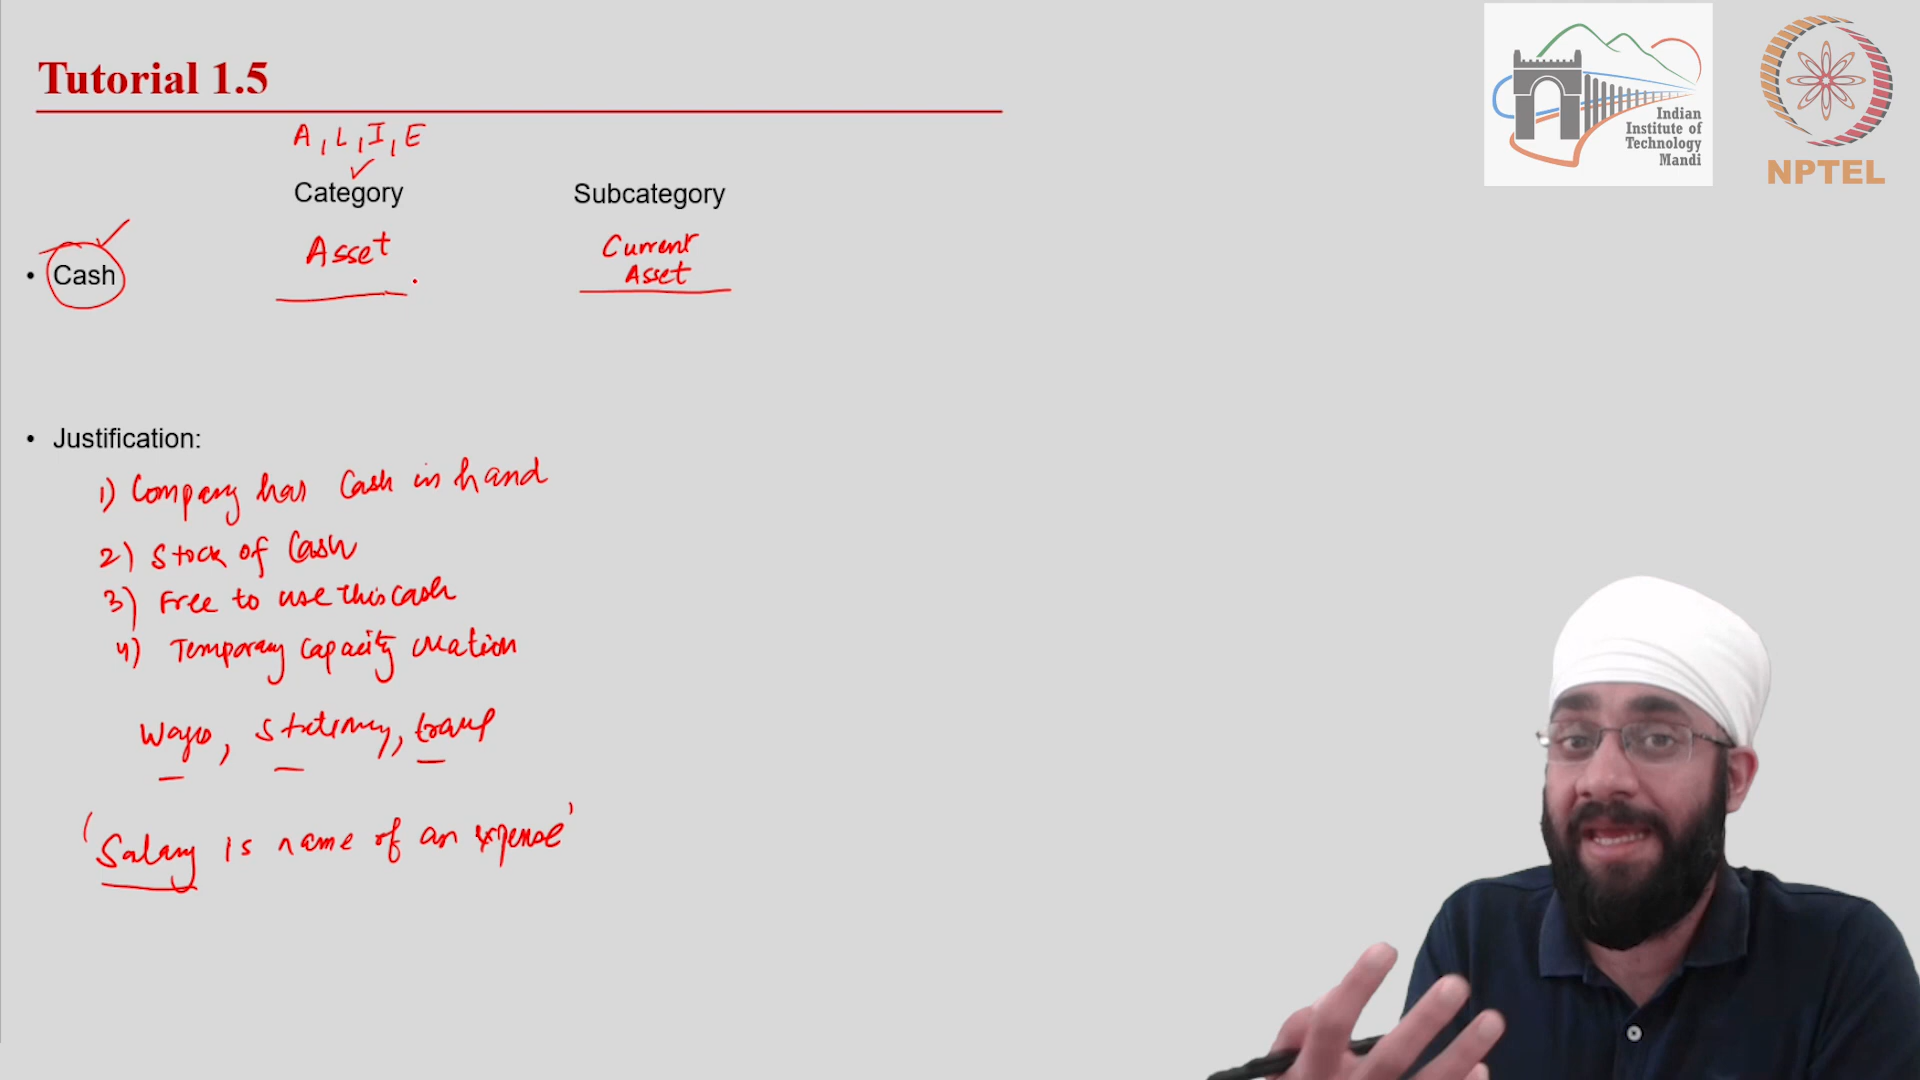 Tutorial 1.5
A, L, I, E
Category Subcategory
Asset Current
Asset
• Cash
• Justification:
1) Company has Cash in hand
2) Stock of Cash
3) Free to use this cash
4) Temporary capacity creation
Wages, stationery, travel
'Salary is name of an expense'
Indian
Institute of
Technology
Mandi
NPTEL